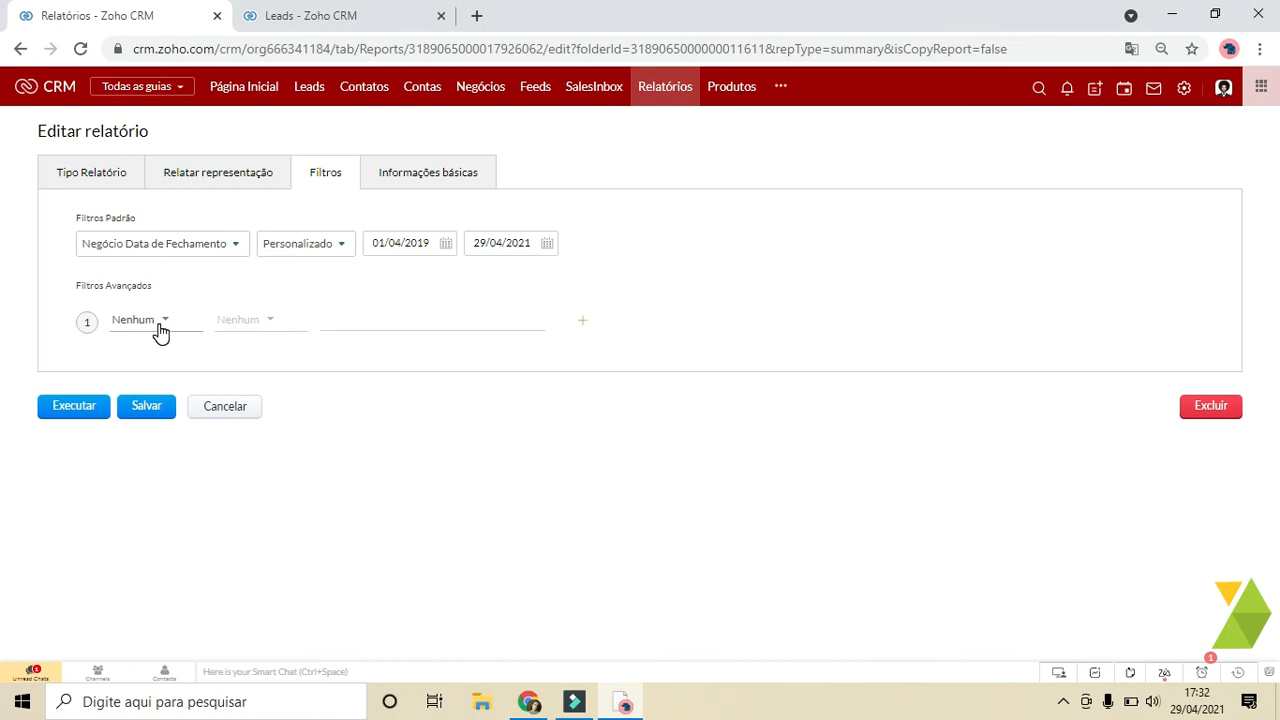 Relatórios - Zoho CRM
Leads - Zoho CRM
crm.zoho.com/crm/org666341184/tab/Reports/3189065000017926062/edit?folderId=3189065000000011611&repType=summary&isCopyReport=false
CRM Todas as guias Página Inicial Leads Contatos Contas Negócios Feeds SalesInbox Relatórios Produtos
Editar relatório
Tipo Relatório Relatar representação Filtros Informações básicas
Filtros Padrão
Negócio Data de Fechamento Personalizado 01/04/2019 29/04/2021
Filtros Avançados
1 Nenhum Nenhum +
Executar Salvar Cancelar Excluir
1
6
Unread Chats Channels Contacts Here is your Smart Chat (Ctrl+Space)
Digite aqui para pesquisar
17:32
29/04/2021